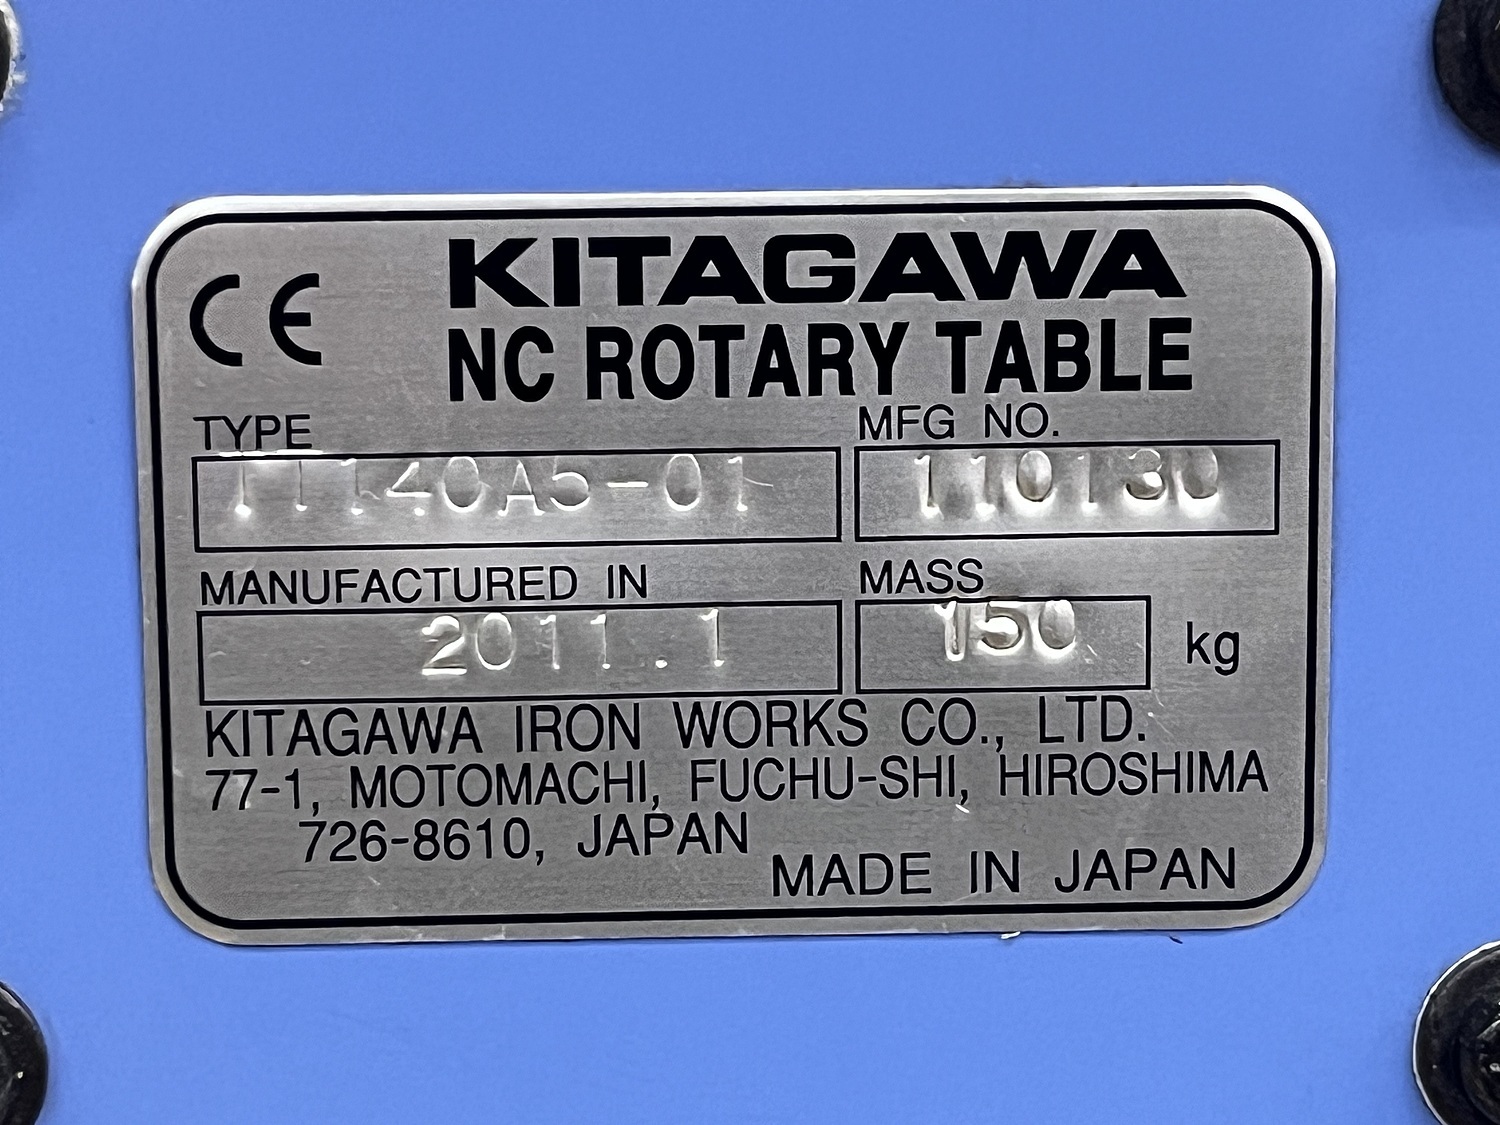 CE KITAGAWA
NC ROTARY TABLE
TYPE MFG NO.
110130
MANUFACTURED IN MASS
2011.1 150 kg
KITAGAWA IRON WORKS CO., LTD.
77-1, MOTOMACHI, FUCHU-SHI, HIROSHIMA
726-8610, JAPAN
MADE IN JAPAN